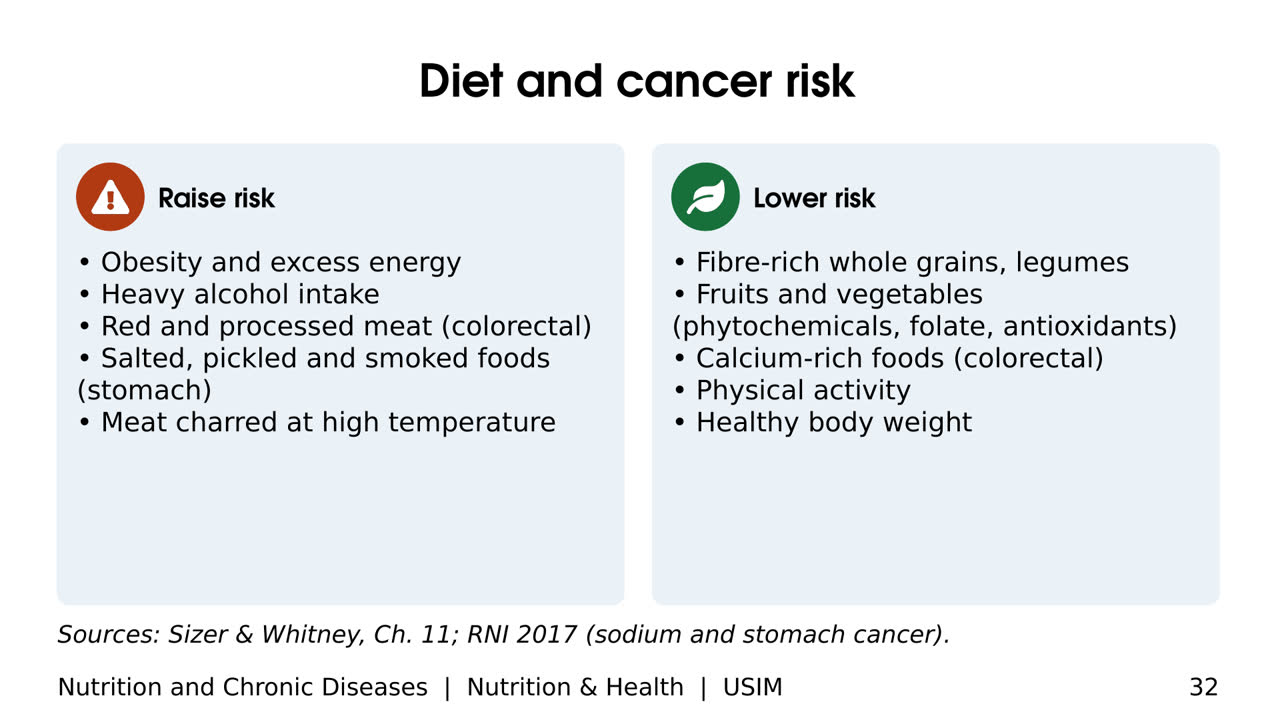 Diet and cancer risk
Raise risk
• Obesity and excess energy
• Heavy alcohol intake
• Red and processed meat (colorectal)
• Salted, pickled and smoked foods
(stomach)
• Meat charred at high temperature
Lower risk
• Fibre-rich whole grains, legumes
• Fruits and vegetables
(phytochemicals, folate, antioxidants)
• Calcium-rich foods (colorectal)
• Physical activity
• Healthy body weight
Sources: Sizer & Whitney, Ch. 11; RNI 2017 (sodium and stomach cancer).
Nutrition and Chronic Diseases | Nutrition & Health | USIM
32